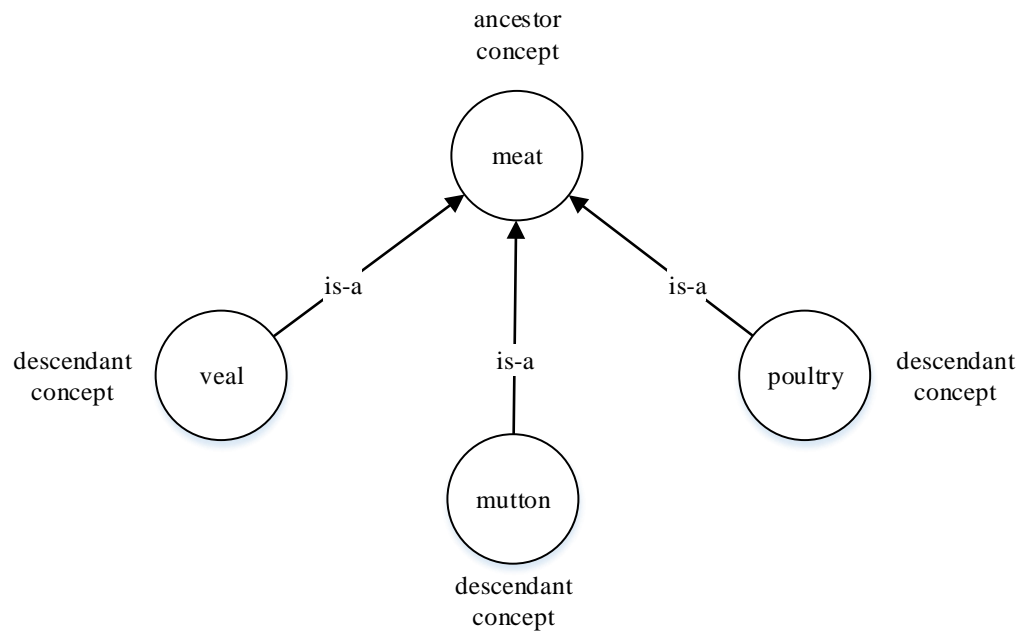 ancestor
concept
meat
is-a
is-a
is-a
descendant
concept
veal
poultry
descendant
concept
mutton
descendant
concept